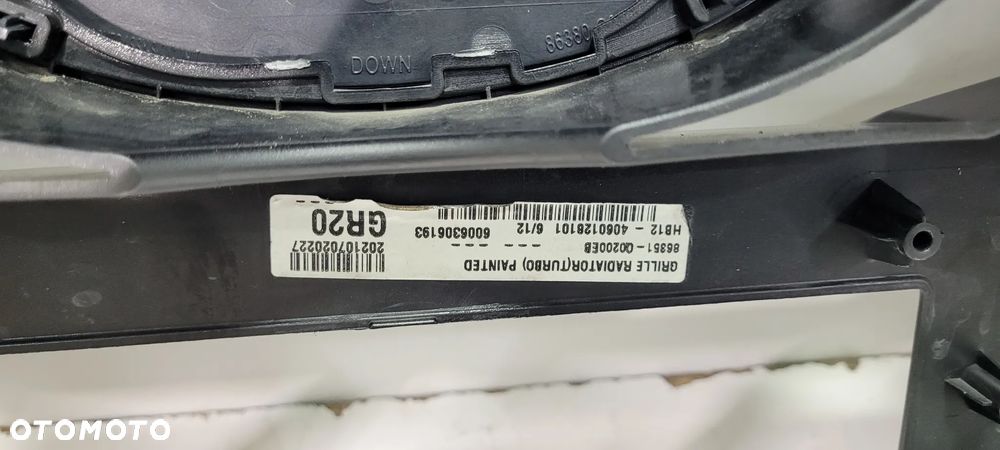 DOWN
86380
GRILLE RADIATOR(TURBO) PAINTED
86351-Q0200EB
HB12 - 4060128101 6/12 6006306193
202107020227
GR20
OTOMOTO